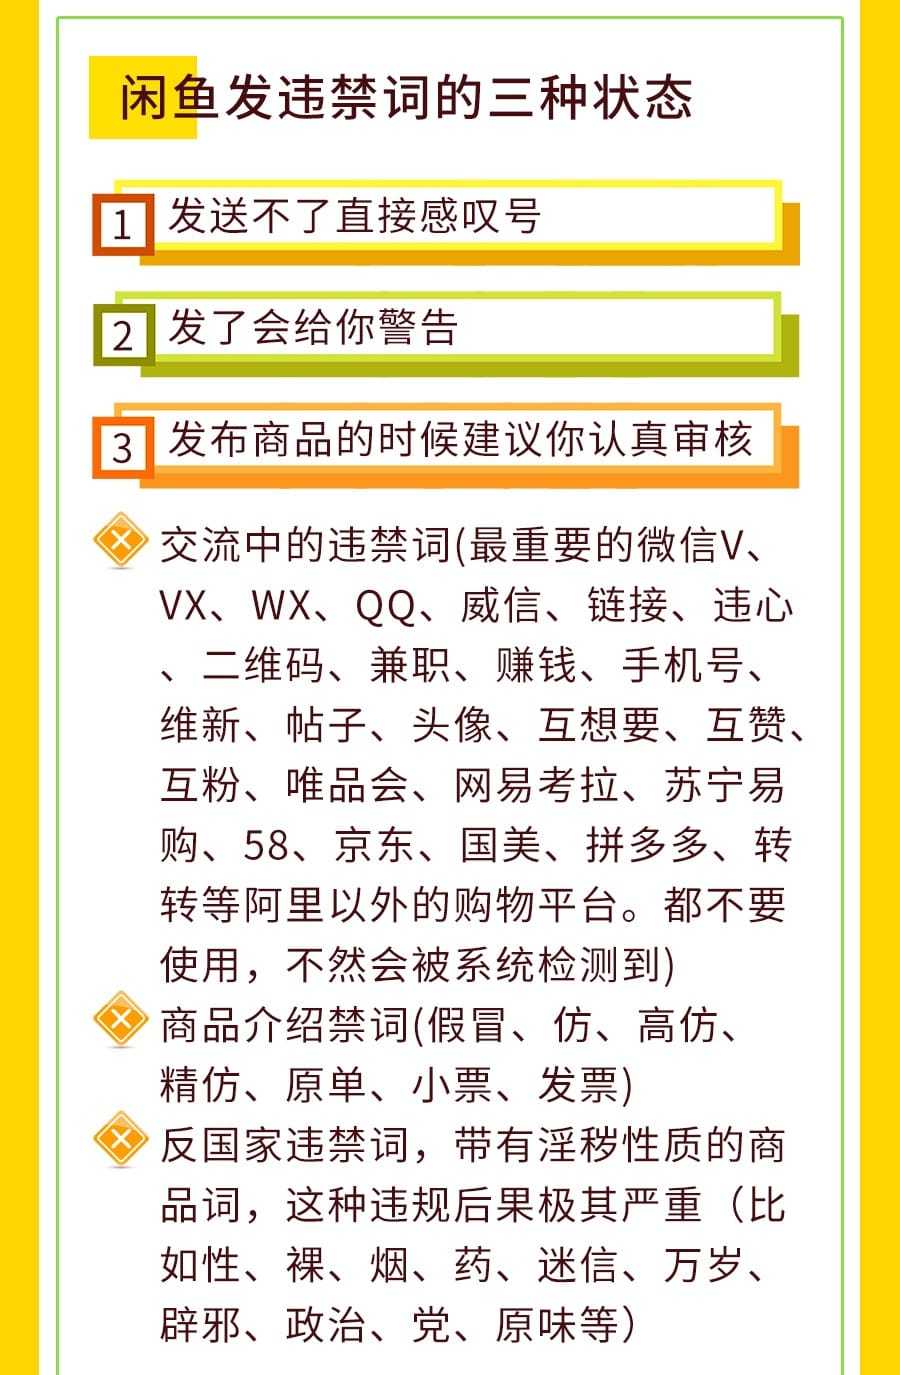 闲鱼发违禁词的三种状态
1 发送不了直接感叹号
2 发了会给你警告
3 发布商品的时候建议你认真审核
交流中的违禁词(最重要的微信V、
VX、WX、QQ、威信、链接、违心
、二维码、兼职、赚钱、手机号、
维新、帖子、头像、互想要、互赞、
互粉、唯品会、网易考拉、苏宁易
购、58、京东、国美、拼多多、转
转等阿里以外的购物平台。都不要
使用，不然会被系统检测到)
商品介绍禁词(假冒、仿、高仿、
精仿、原单、小票、发票)
反国家违禁词，带有淫秽性质的商
品词，这种违规后果极其严重（比
如性、裸、烟、药、迷信、万岁、
辟邪、政治、党、原味等）